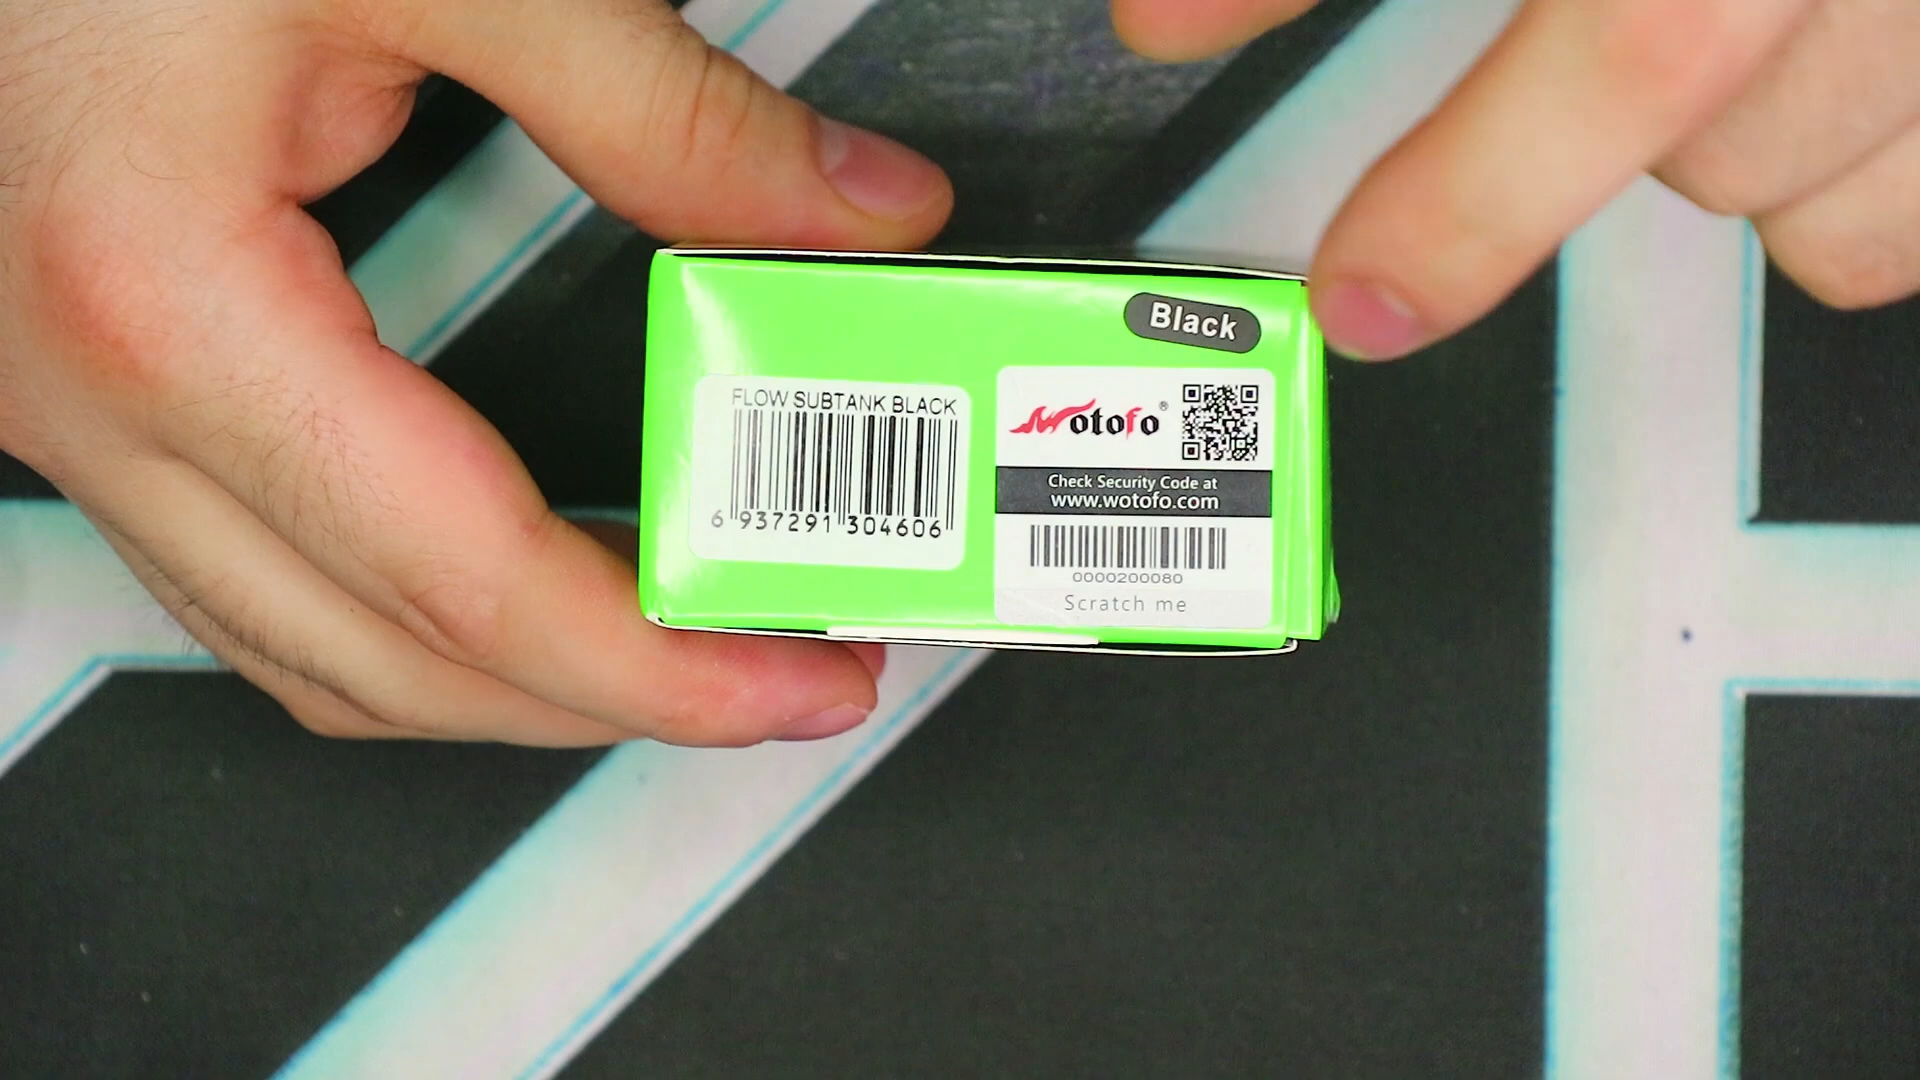 Black
FLOW SUBTANK BLACK
6 937291 304606
Wotofo®
Check Security Code at
www.wotofo.com
0000200080
Scratch me